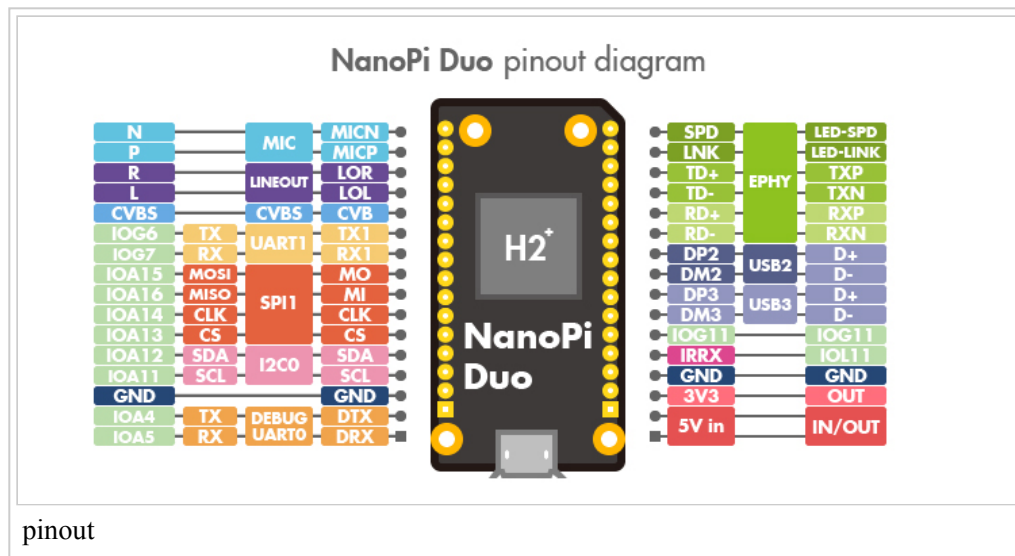 NanoPi Duo pinout diagram
N MIC MICN
P MICP
R LINEOUT LOR
L LOL
CVBS CVBS CVB
IOG6 TX UART1 TX1
IOG7 RX RX1
IOA15 MOSI SPI1 MO
IOA16 MISO MI
IOA14 CLK CLK
IOA13 CS CS
IOA12 SDA I2C0 SDA
IOA11 SCL SCL
GND GND
IOA4 TX DEBUG DTX
IOA5 RX UART0 DRX
H2+
NanoPi
Duo
SPD EPHY LED-SPD
LNK LED-LINK
TD+ TXP
TD- TXN
RD+ RXP
RD- RXN
DP2 USB2 D+
DM2 D-
DP3 USB3 D+
DM3 D-
IOG11 IOG11
IRRX IOL11
GND GND
3V3 OUT
5V in IN/OUT
pinout